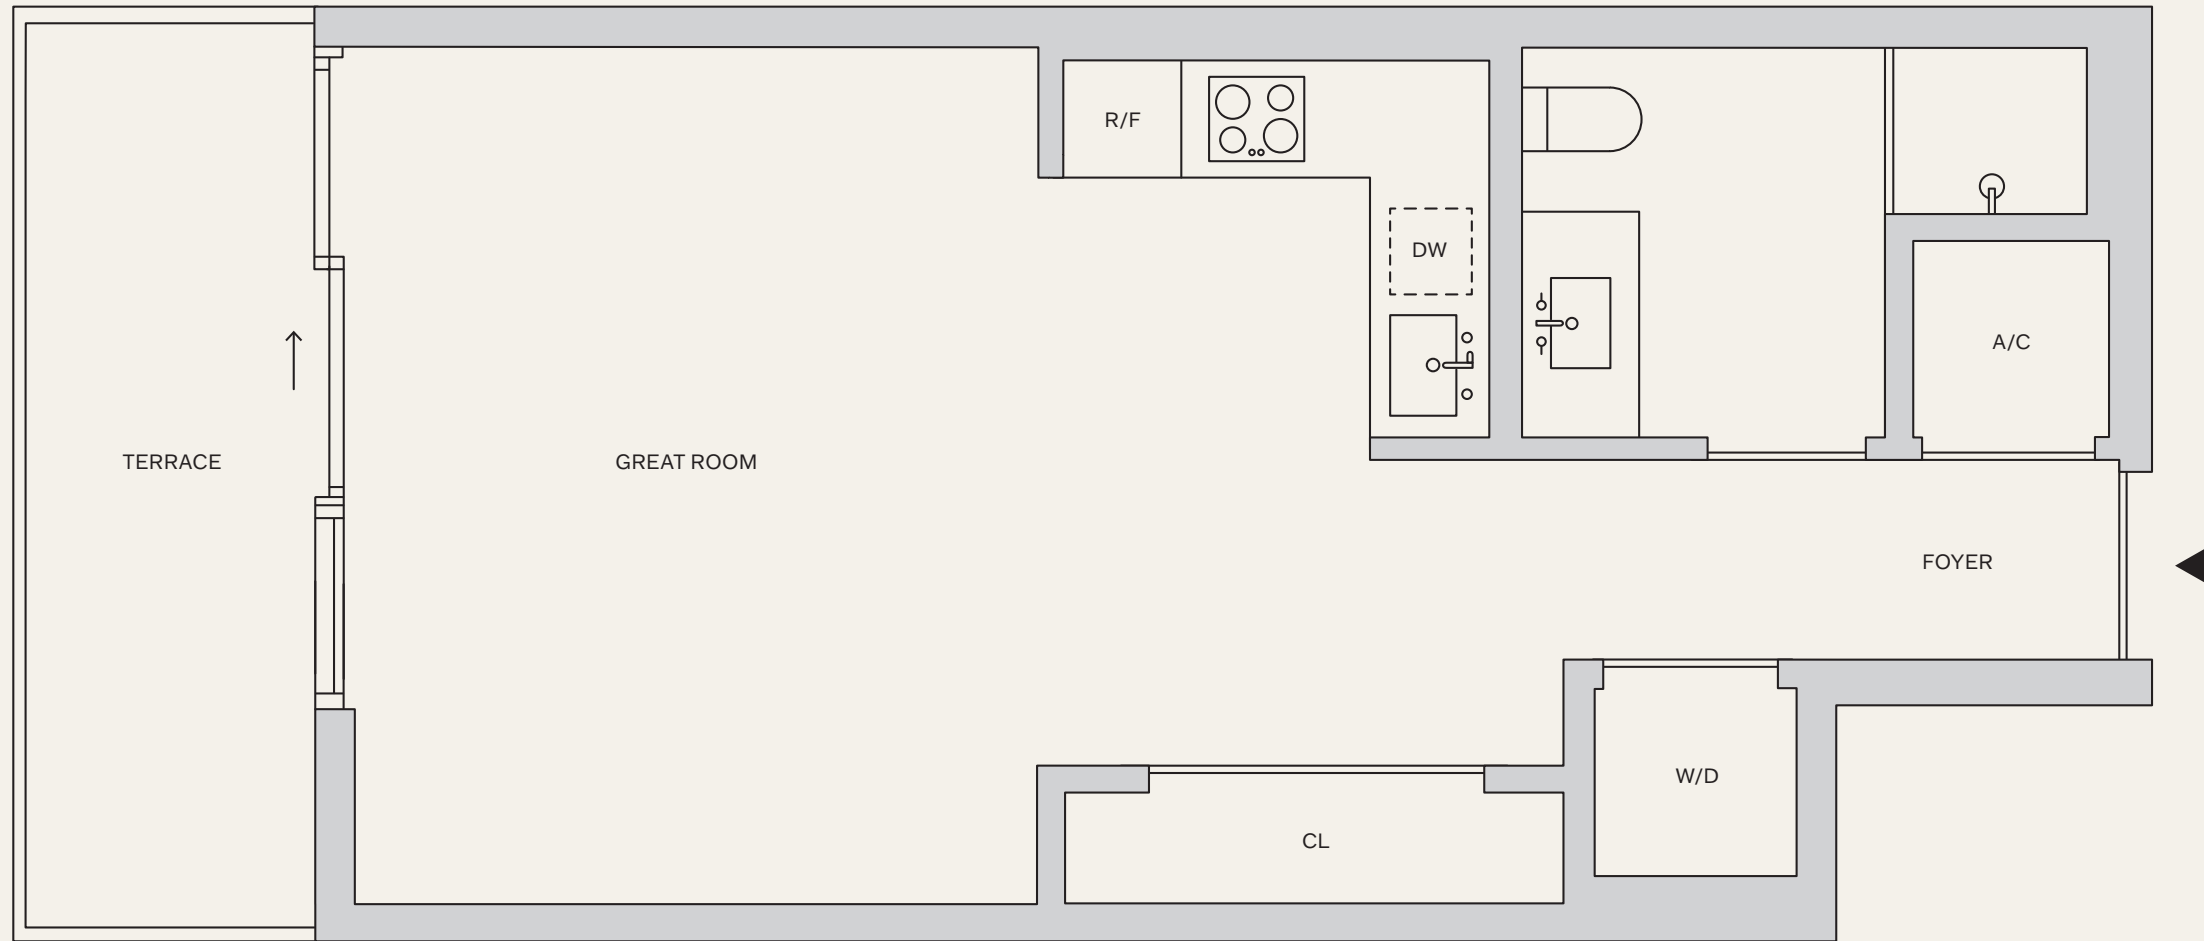 R/F
DW
A/C
TERRACE
GREAT ROOM
FOYER
W/D
CL